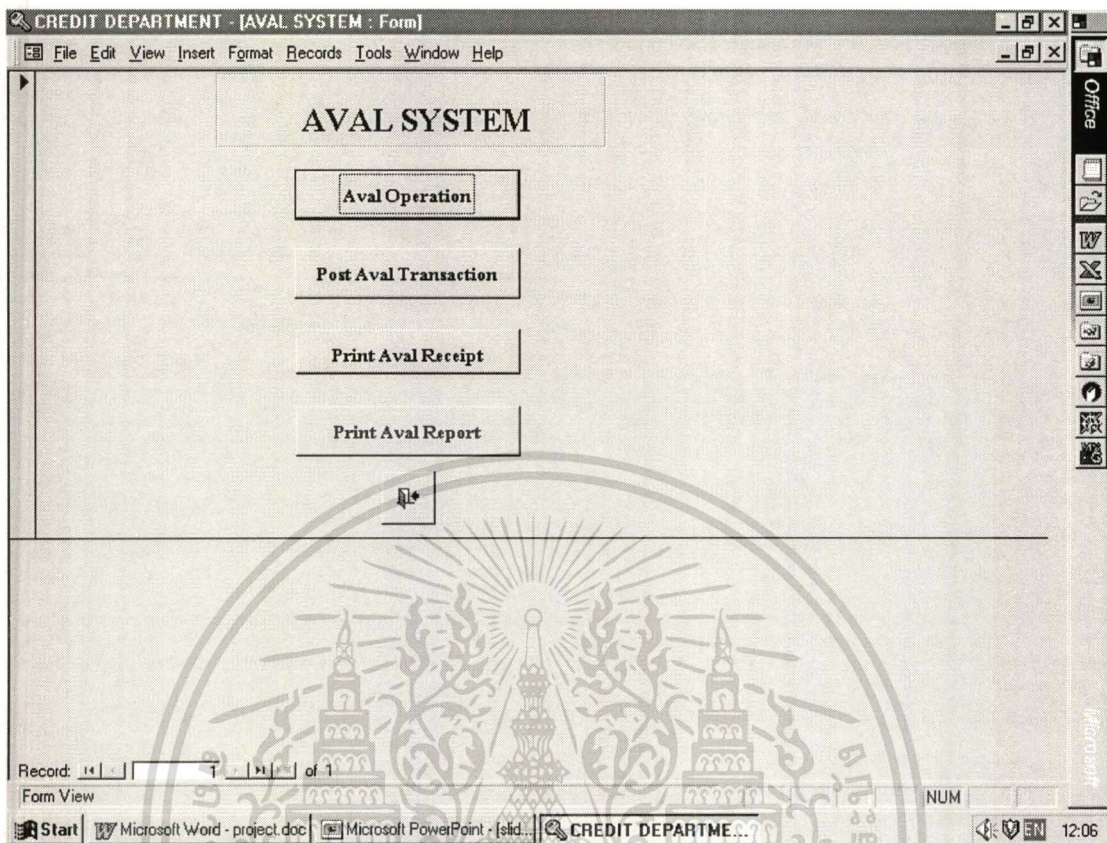 CREDIT DEPARTMENT - [AVAL SYSTEM : Form]
File Edit View Insert Format Records Tools Window Help
Office
AVAL SYSTEM
Aval Operation
Post Aval Transaction
Print Aval Receipt
Print Aval Report
Microsoft
Record: 1 of 1
Form View NUM
Start Microsoft Word - project.doc Microsoft PowerPoint - [slid... CREDIT DEPARTME... EN 12:06